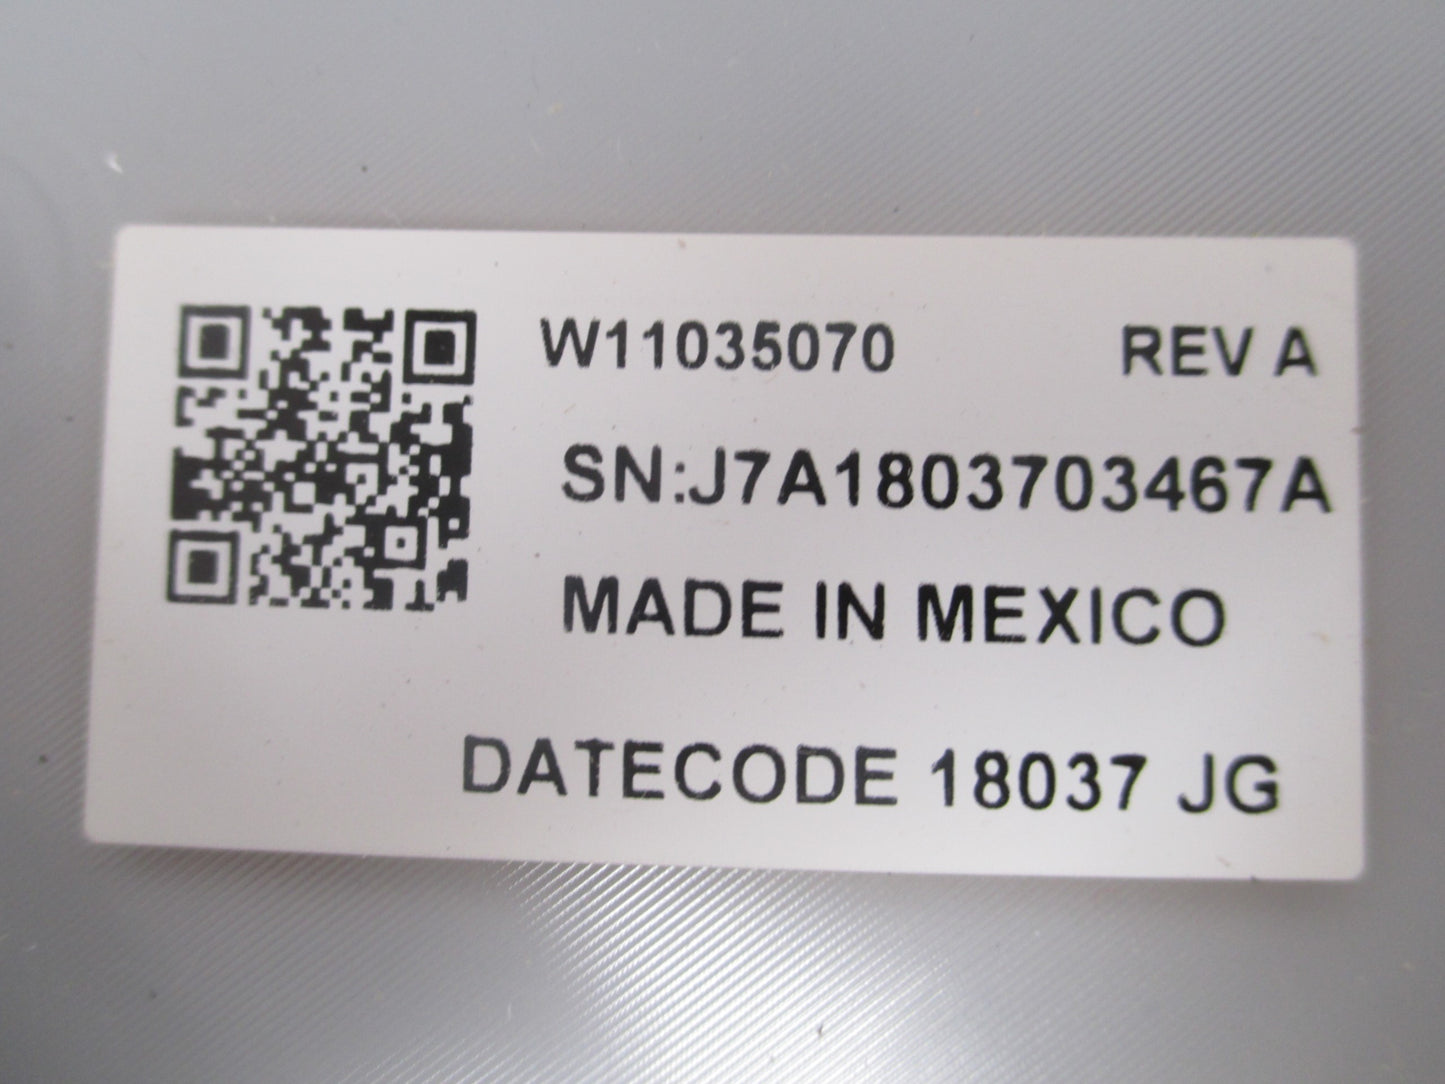 W11035070 REV A
SN:J7A1803703467A
MADE IN MEXICO
DATECODE 18037 JG